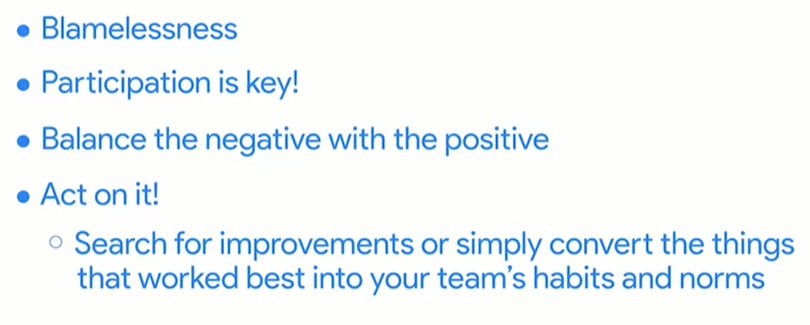 • Blamelessness
• Participation is key!
• Balance the negative with the positive
• Act on it!
○ Search for improvements or simply convert the things
that worked best into your team's habits and norms